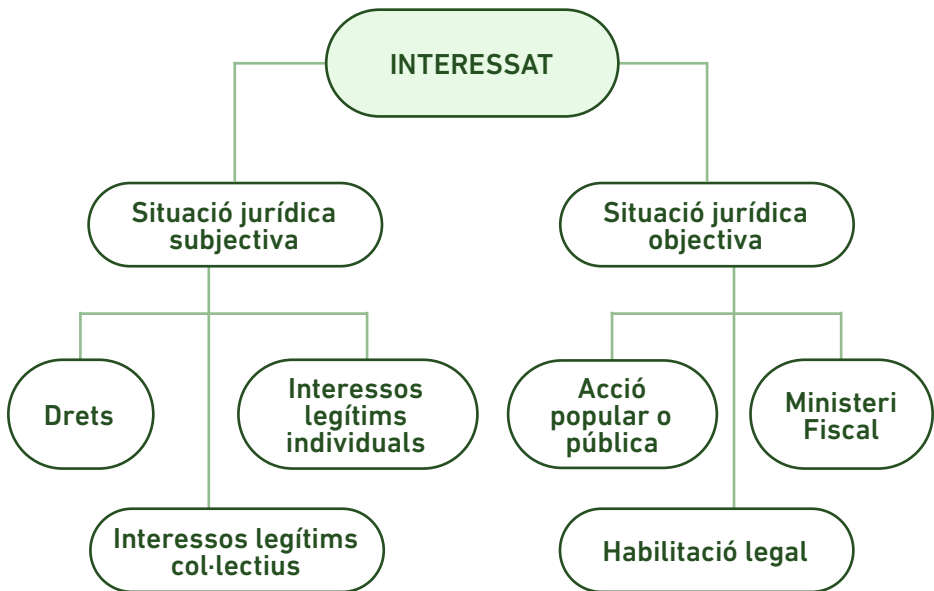 INTERESSAT
Situació jurídica
subjectiva
Situació jurídica
objectiva
Drets
Interessos
legítims
individuals
Acció
popular o
pública
Ministeri
Fiscal
Interessos legítims
col·lectius
Habilitació legal